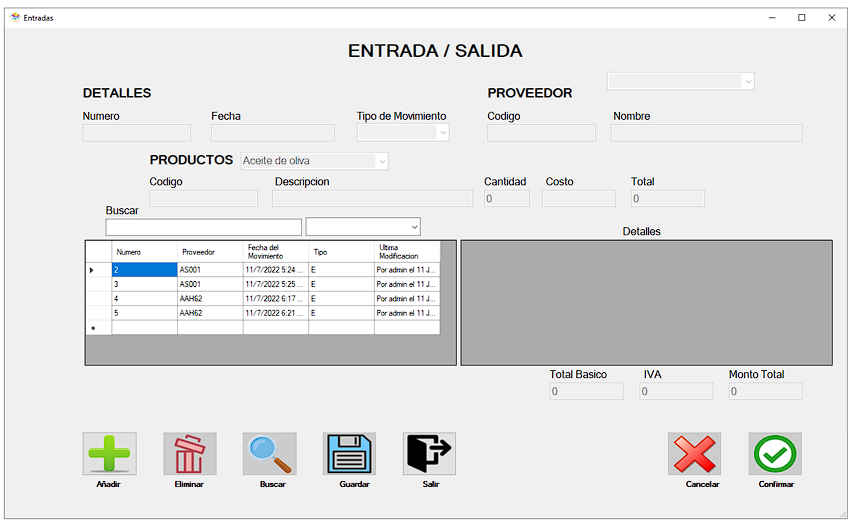 Entradas
ENTRADA / SALIDA
DETALLES
PROVEEDOR
Numero Fecha Tipo de Movimiento Codigo Nombre
PRODUCTOS Aceite de oliva
Codigo Descripcion Cantidad Costo Total
0 0
Buscar
Detalles
Numero Proveedor Fecha del Movimiento Tipo Ultima Modificacion
2 AS001 11/7/2022 5:24 ... E Por admin el 11 J...
3 AS001 11/7/2022 5:25 ... E Por admin el 11 J...
4 AAH62 11/7/2022 6:17 ... E Por admin el 11 J...
5 AAH62 11/7/2022 6:21 ... E Por admin el 11 J...
Total Basico IVA Monto Total
0 0 0
Añadir Eliminar Buscar Guardar Salir Cancelar Confirmar